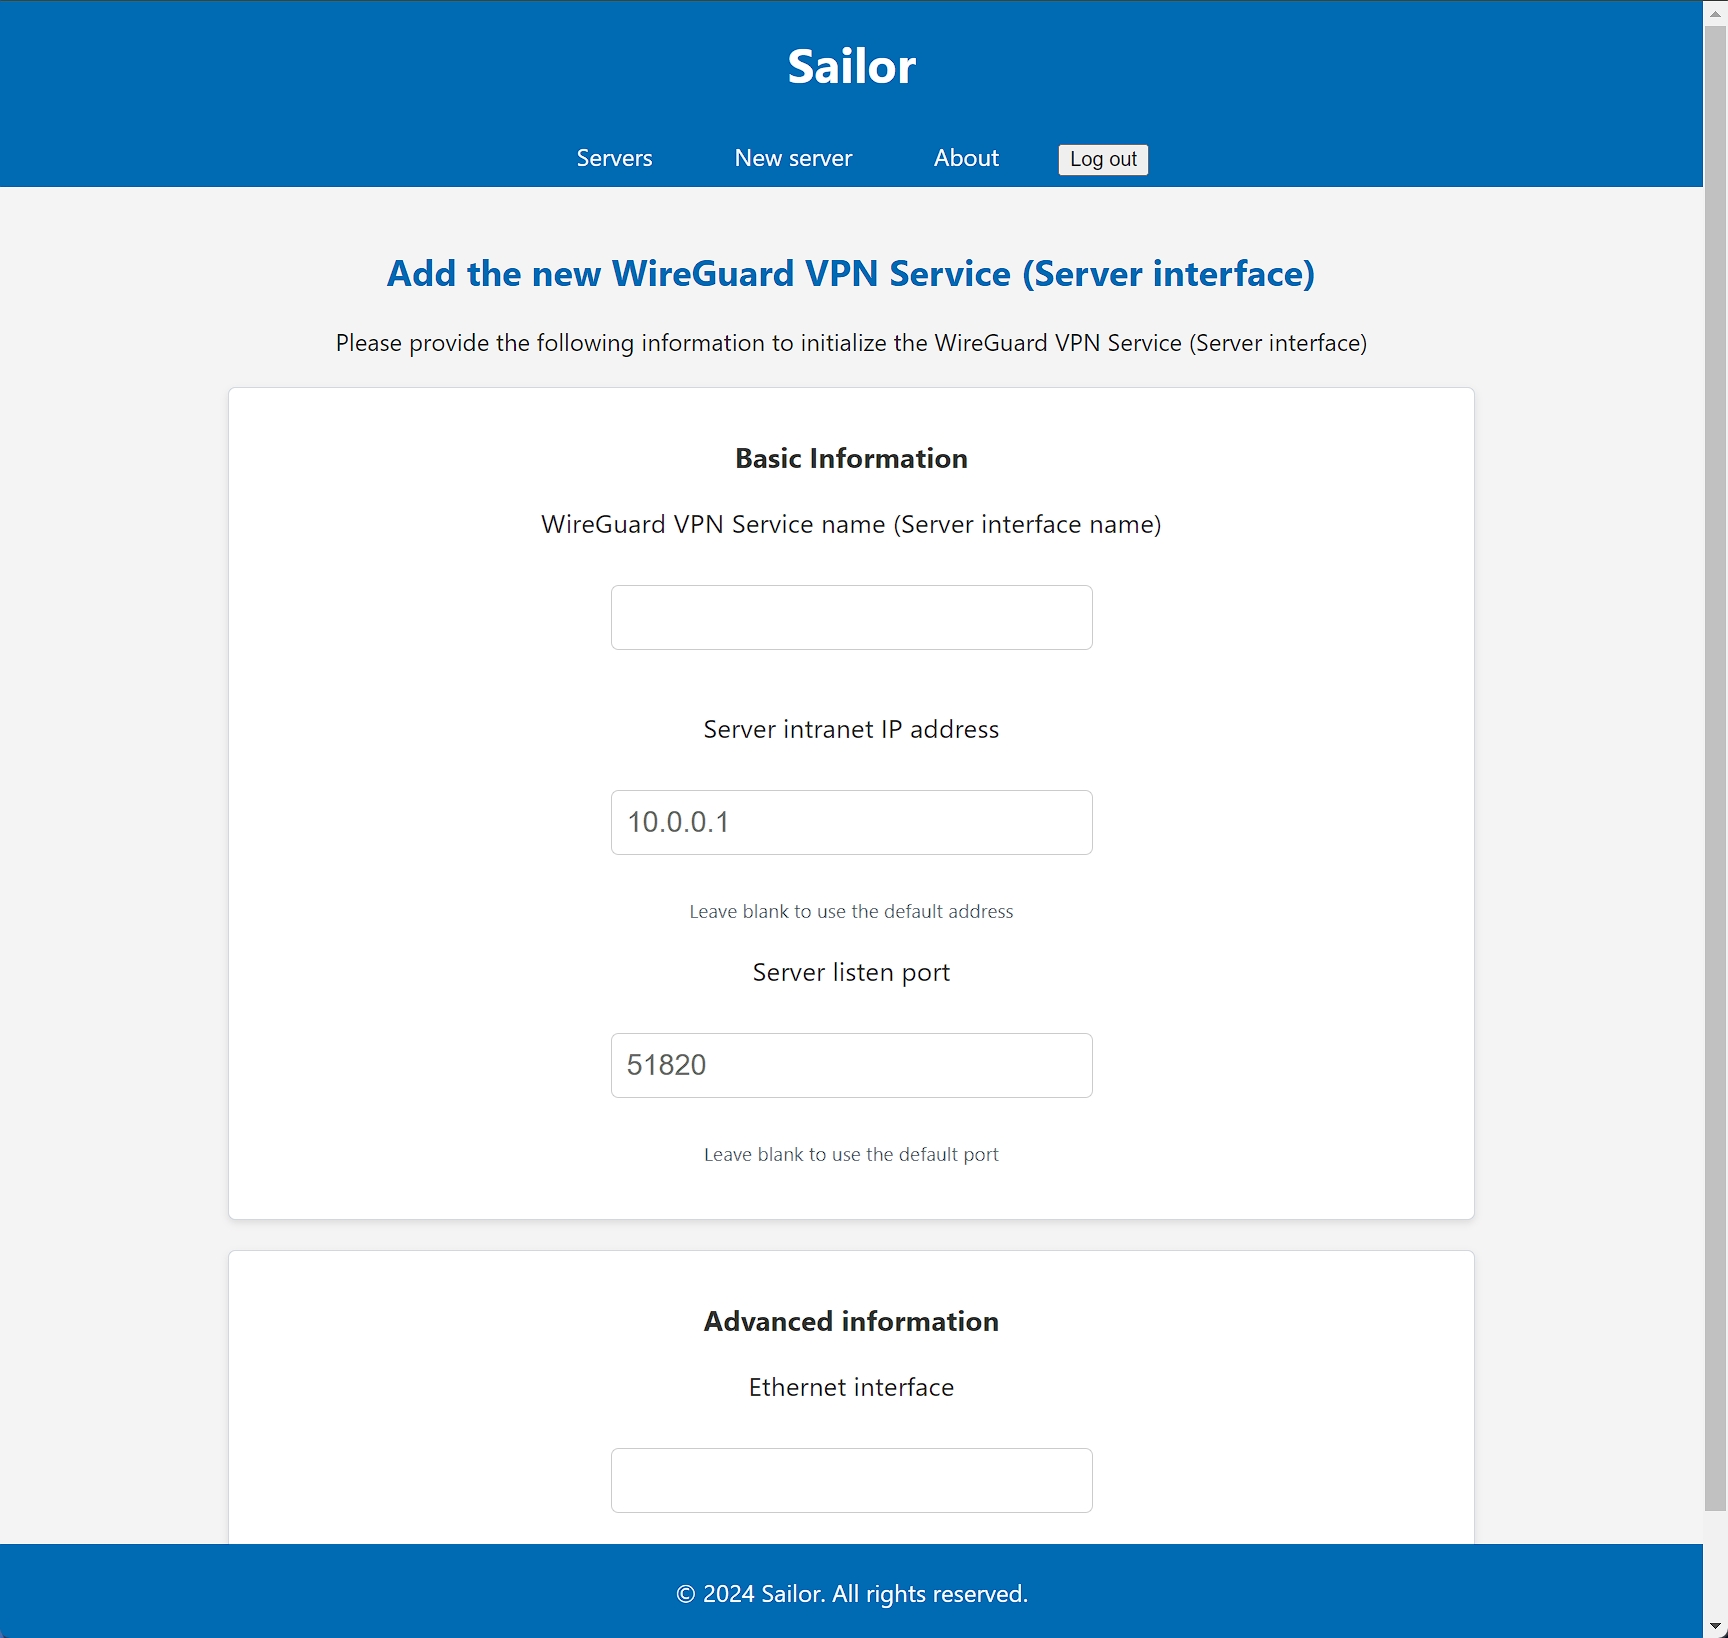 Sailor
Servers New server About Log out
Add the new WireGuard VPN Service (Server interface)
Please provide the following information to initialize the WireGuard VPN Service (Server interface)
Basic Information
WireGuard VPN Service name (Server interface name)
Server intranet IP address
10.0.0.1
Leave blank to use the default address
Server listen port
51820
Leave blank to use the default port
Advanced information
Ethernet interface
© 2024 Sailor. All rights reserved.